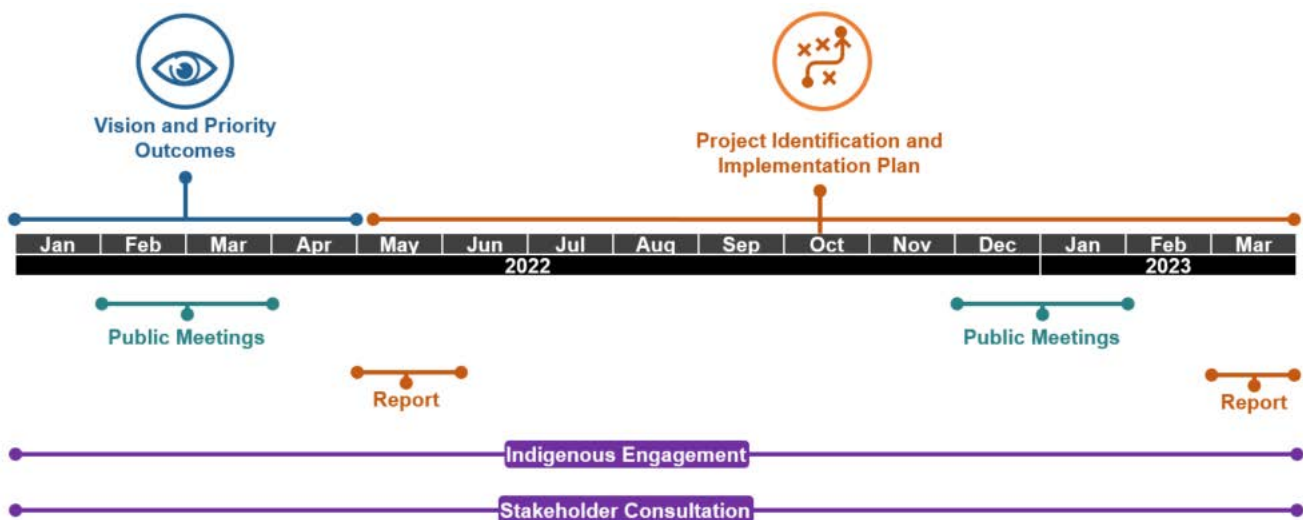 Vision and Priority
Outcomes
Project Identification and
Implementation Plan
Jan Feb Mar Apr May Jun Jul Aug Sep Oct Nov Dec Jan Feb Mar
2022 2023
Public Meetings Public Meetings
Report Report
Indigenous Engagement
Stakeholder Consultation